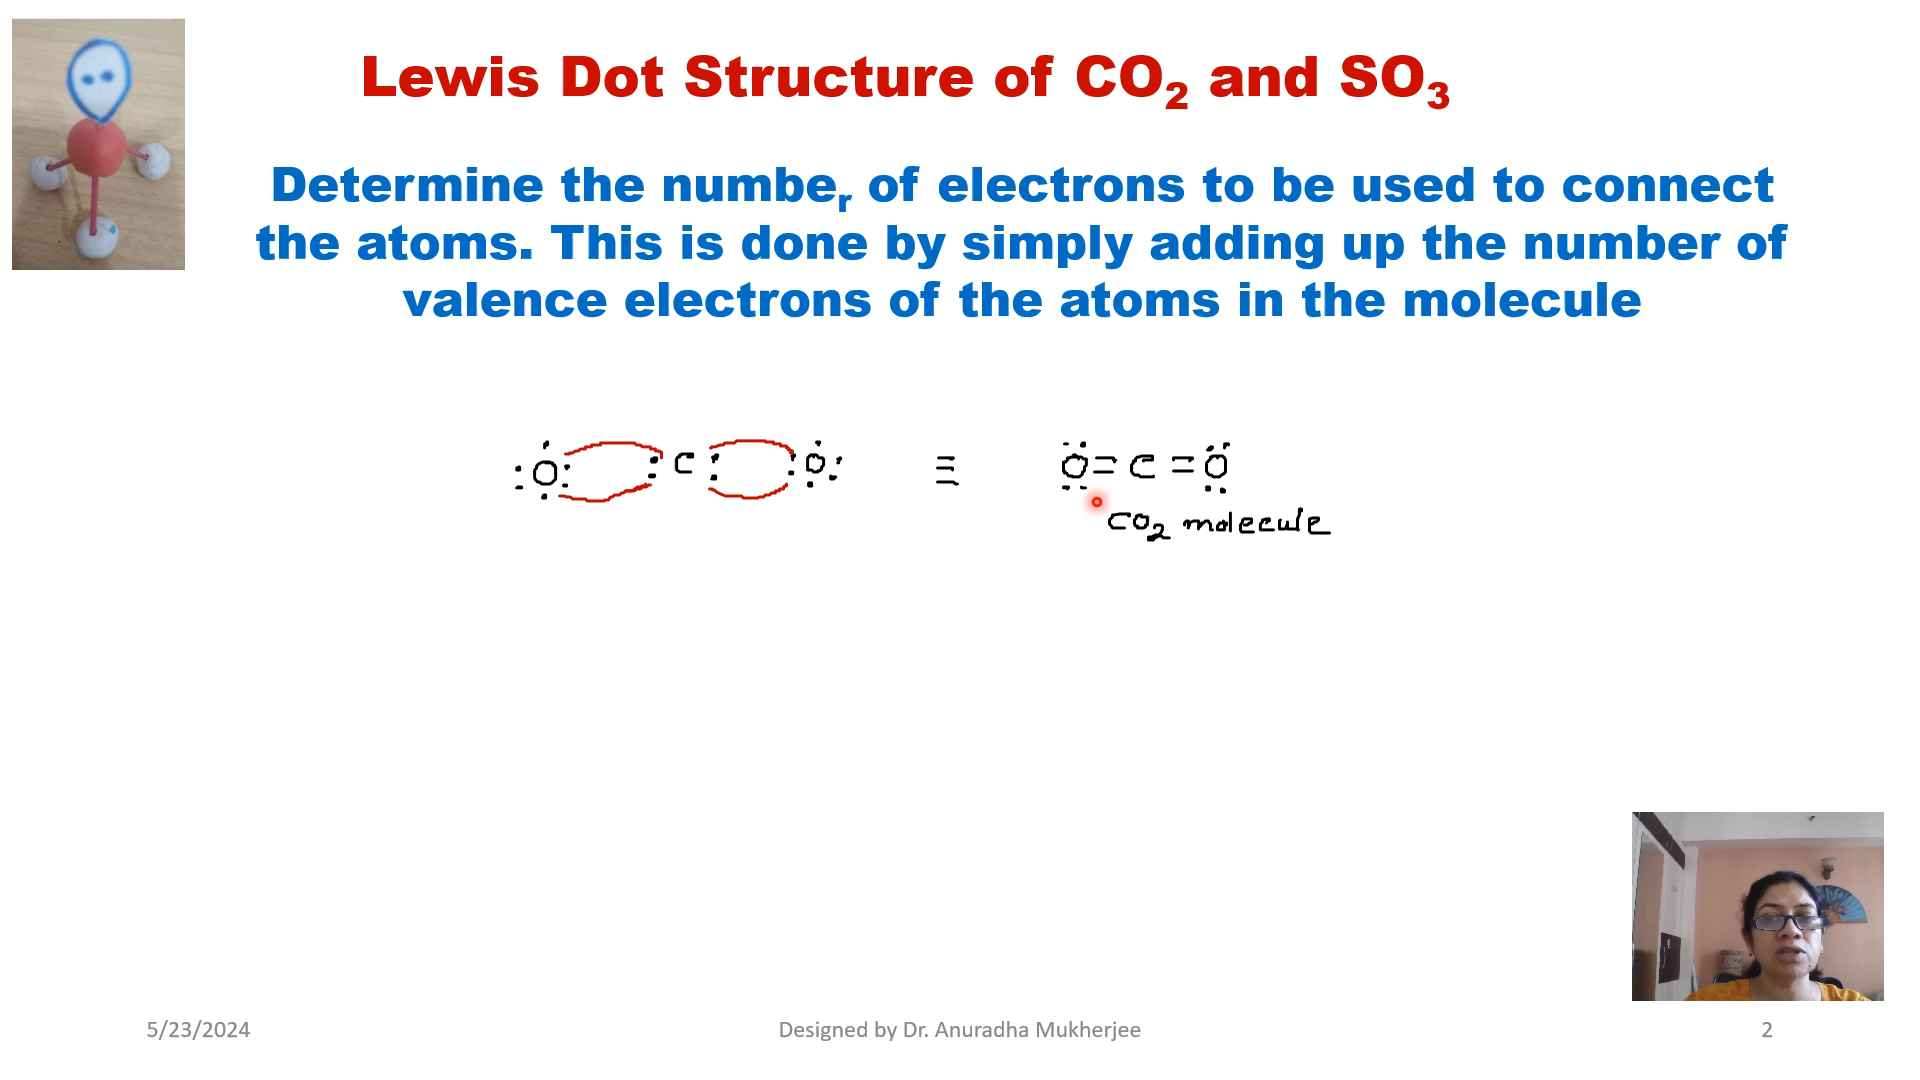 Lewis Dot Structure of CO₂ and SO₃
Determine the number of electrons to be used to connect
the atoms. This is done by simply adding up the number of
valence electrons of the atoms in the molecule
:Ȯ: :C: :Ȯ: ≡ Ö=C=Ö
CO₂ molecule
5/23/2024
Designed by Dr. Anuradha Mukherjee
2